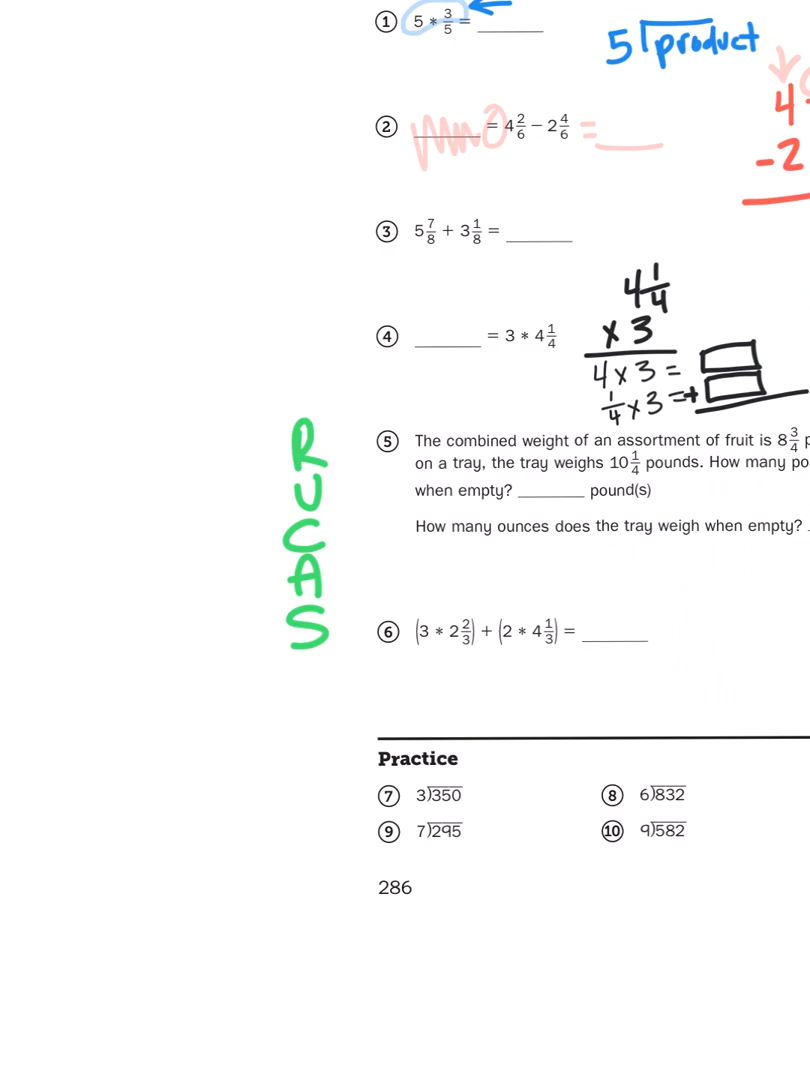 ① 5 * 3/5 = ______
5⟌product
② ______ = 4 2/6 − 2 4/6 = ___
4
-2
③ 5 7/8 + 3 1/8 = ______
4 1/4
x 3
④ ______ = 3 * 4 1/4
4 x 3 =
1/4 x 3 = +
RUCAS
⑤ The combined weight of an assortment of fruit is 8 3/4 p
on a tray, the tray weighs 10 1/4 pounds. How many po
when empty? ______ pound(s)
How many ounces does the tray weigh when empty?
⑥ (3 * 2 2/3) + (2 * 4 1/3) = ______
Practice
⑦ 3⟌350 ⑧ 6⟌832
⑨ 7⟌295 ⑩ 9⟌582
286